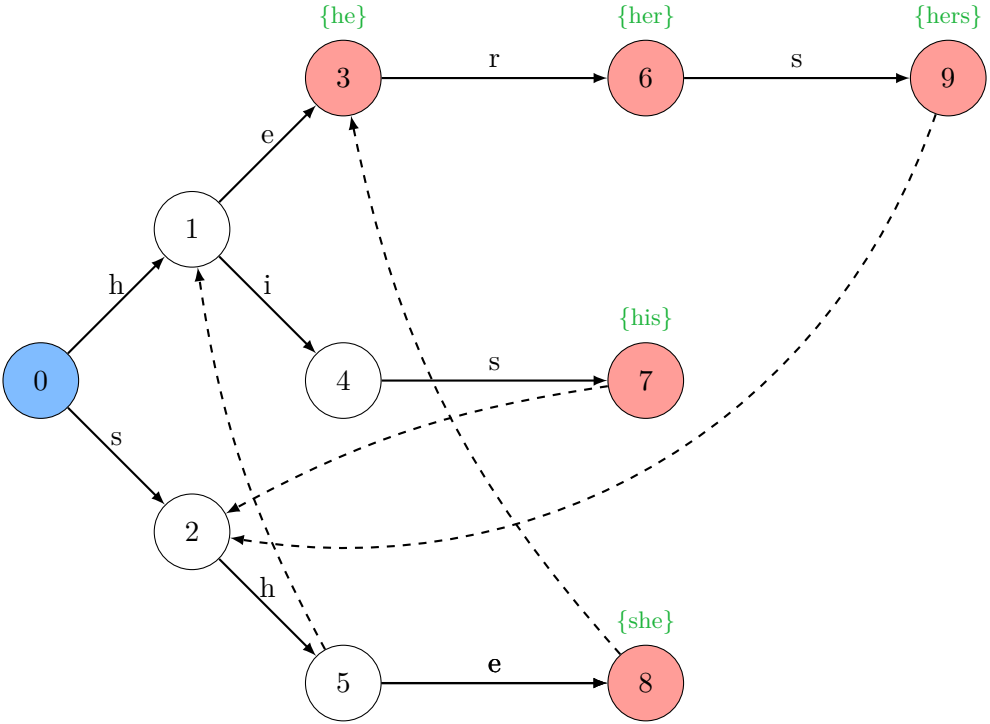 {he} {her} {hers}
3 r 6 s 9
e
1
h i
{his}
0 4 s 7
s
2
h
{she}
5 e 8